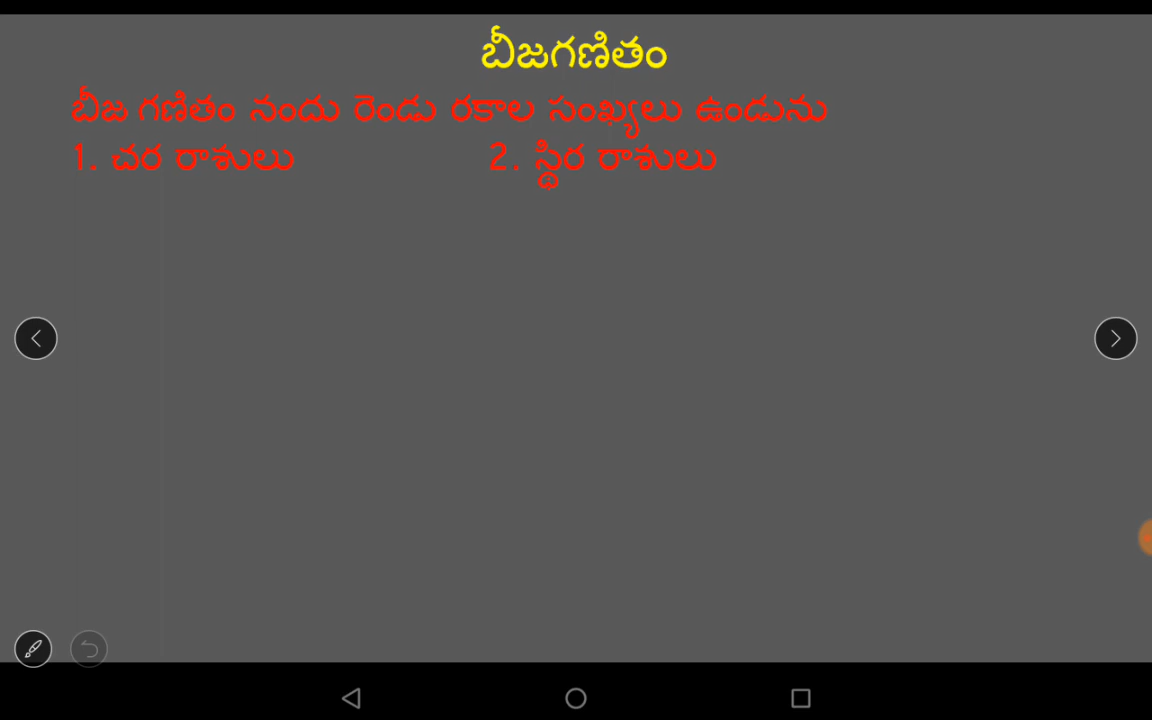 బీజగణితం
బీజ గణితం నందు రెండు రకాల సంఖ్యలు ఉండును
1. చర రాశులు 2. స్థిర రాశులు